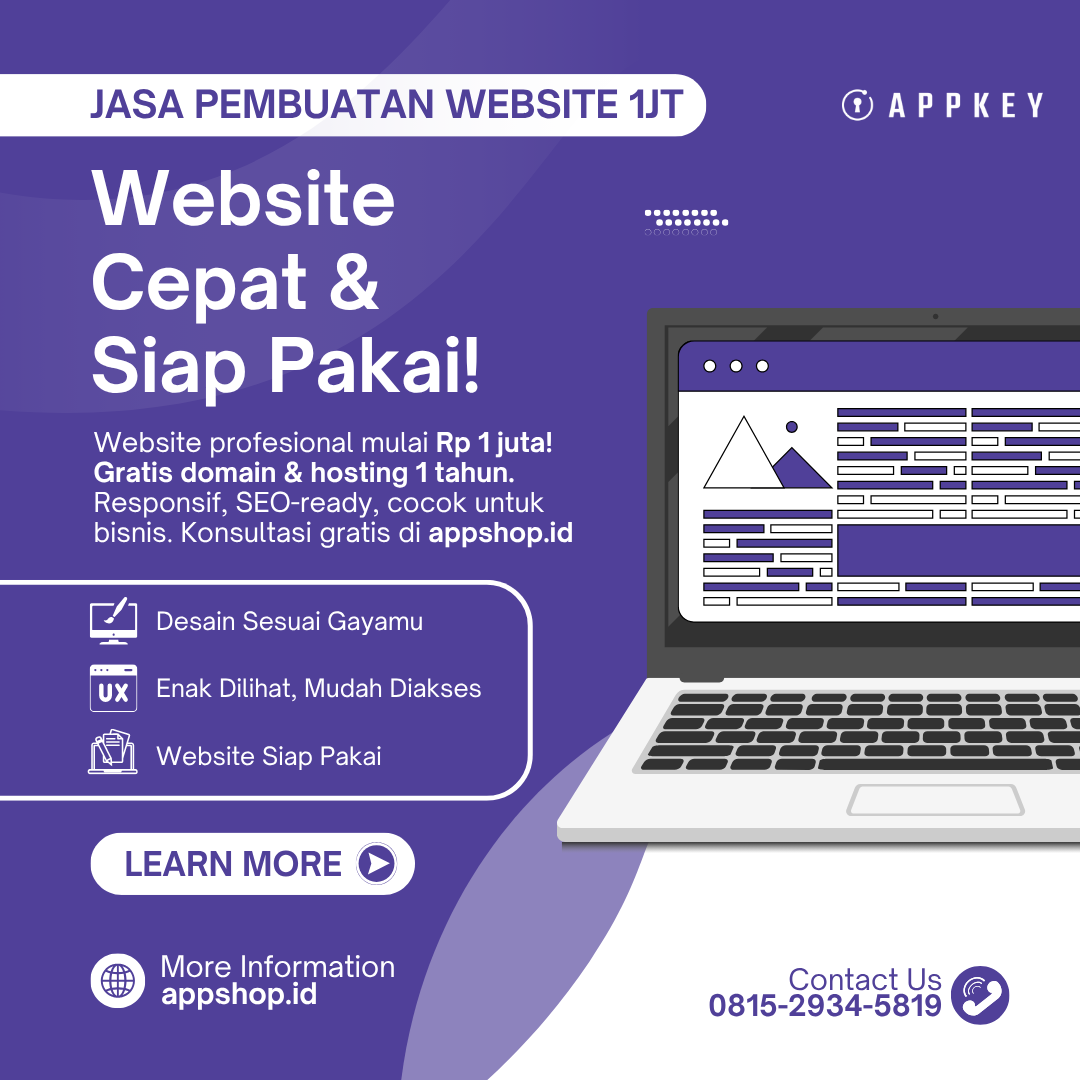 JASA PEMBUATAN WEBSITE 1JT
APPKEY
Website
Cepat &
Siap Pakai!
Website profesional mulai Rp 1 juta!
Gratis domain & hosting 1 tahun.
Responsif, SEO-ready, cocok untuk
bisnis. Konsultasi gratis di appshop.id
Desain Sesuai Gayamu
UX
Enak Dilihat, Mudah Diakses
Website Siap Pakai
LEARN MORE
More Information
appshop.id
Contact Us
0815-2934-5819